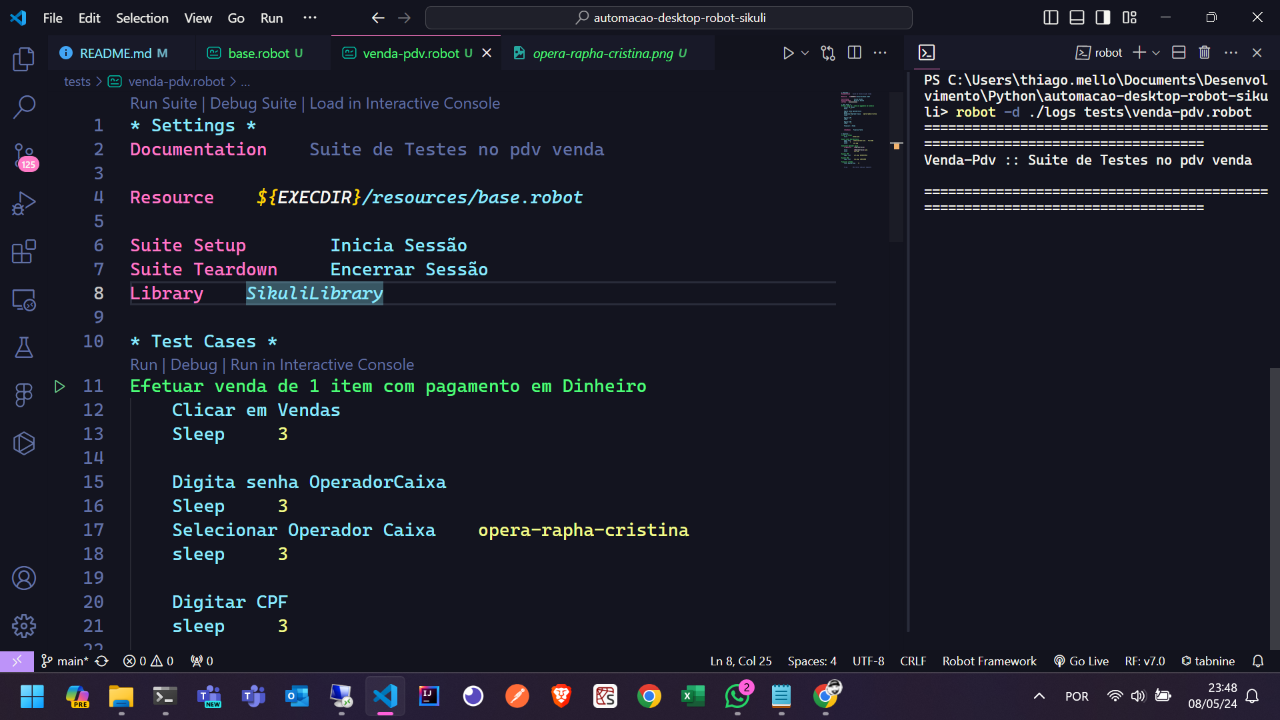 File Edit Selection View Go Run ··· automacao-desktop-robot-sikuli
README.md M base.robot U venda-pdv.robot U opera-rapha-cristina.png U robot
tests > venda-pdv.robot > ...
Run Suite | Debug Suite | Load in Interactive Console
1 * Settings *
2 Documentation Suite de Testes no pdv venda
3
4 Resource ${EXECDIR}/resources/base.robot
5
6 Suite Setup Inicia Sessão
7 Suite Teardown Encerrar Sessão
8 Library SikuliLibrary
9
10 * Test Cases *
Run | Debug | Run in Interactive Console
11 Efetuar venda de 1 item com pagamento em Dinheiro
12 Clicar em Vendas
13 Sleep 3
14
15 Digita senha OperadorCaixa
16 Sleep 3
17 Selecionar Operador Caixa opera-rapha-cristina
18 sleep 3
19
20 Digitar CPF
21 sleep 3
22
PS C:\Users\thiago.mello\Documents\Desenvol
vimento\Python\automacao-desktop-robot-siku
li> robot -d ./logs tests\venda-pdv.robot
===========================================
===================================
Venda-Pdv :: Suite de Testes no pdv venda
===========================================
===================================
125
main* 0 0 0 Ln 8, Col 25 Spaces: 4 UTF-8 CRLF Robot Framework Go Live RF: v7.0 tabnine
PRE NEW 2 POR 23:48
08/05/24